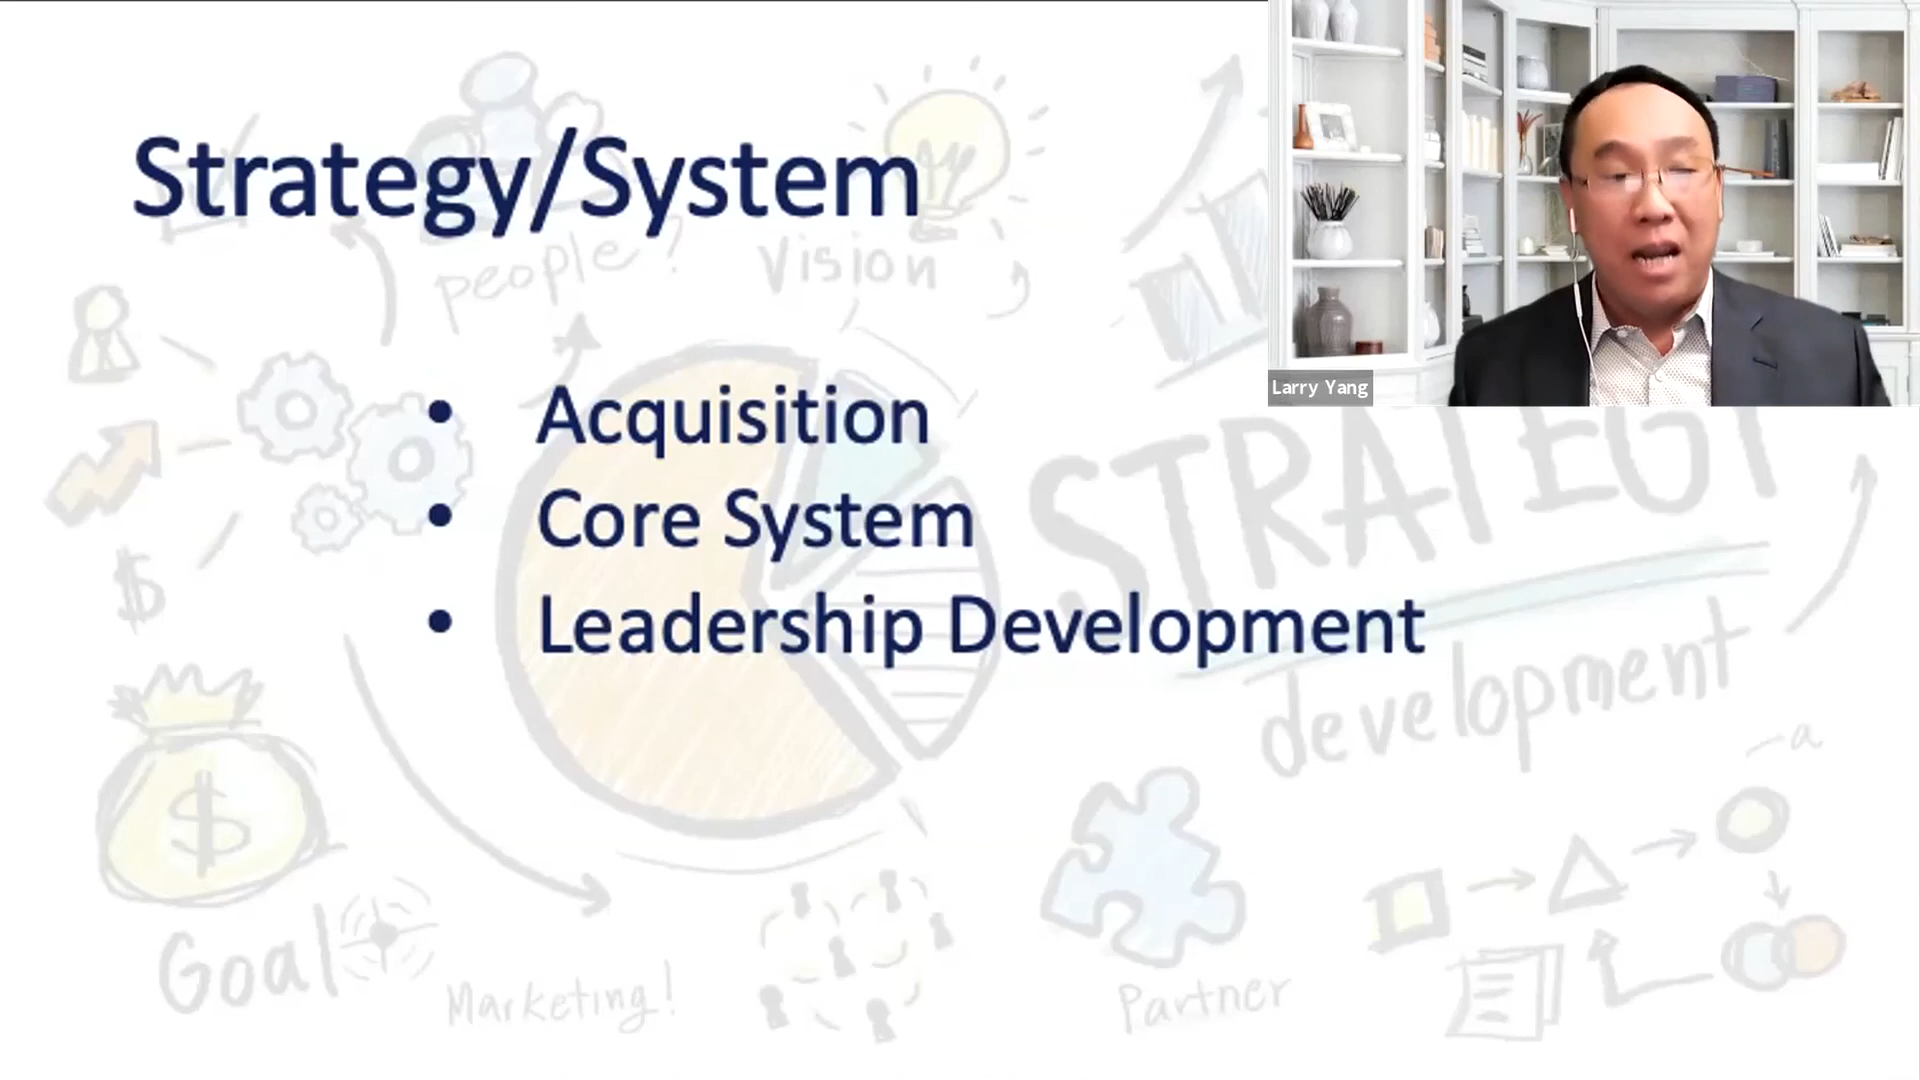 Strategy/System
people?
Vision
Larry Yang
• Acquisition
• Core System
• Leadership Development
STRATEGY
development
$
$
a
Goal
Marketing!
Partner